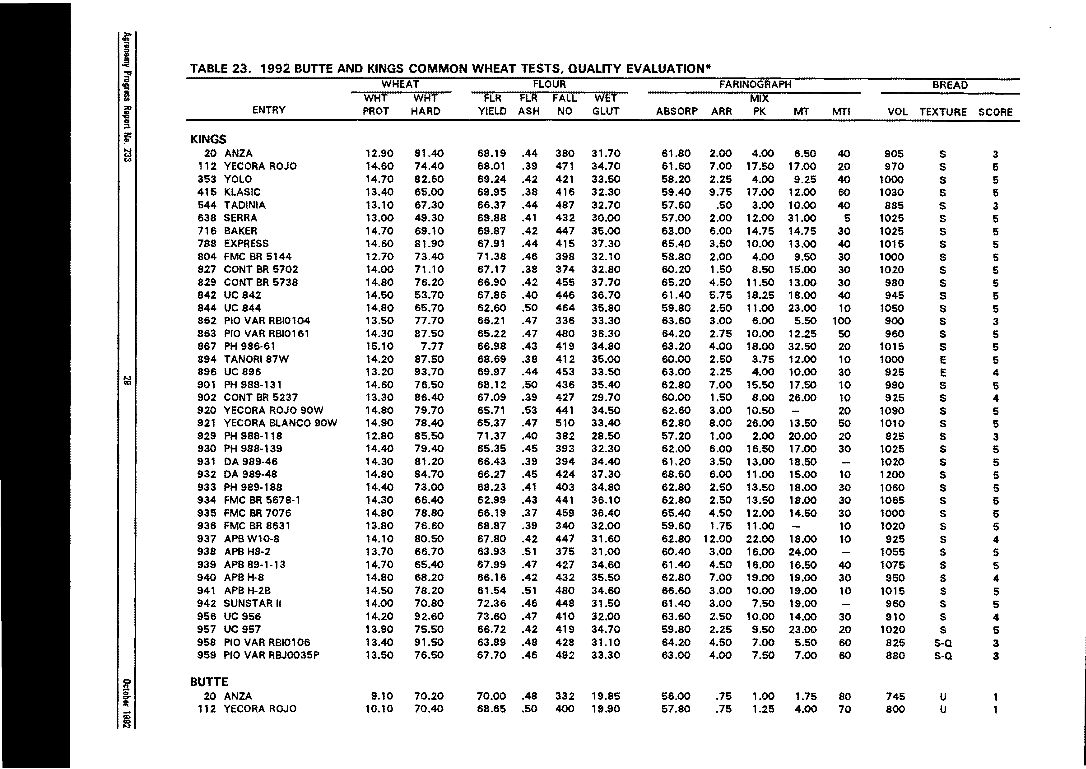 Agronomy Progress Report No. 233
28
October 1992
TABLE 23. 1992 BUTTE AND KINGS COMMON WHEAT TESTS, QUALITY EVALUATION*
WHEAT FLOUR FARINOGRAPH BREAD
WHT WHT FLR FLR FALL WET MIX
ENTRY PROT HARD YIELD ASH NO GLUT ABSORP ARR PK MT MTI VOL TEXTURE SCORE
KINGS
20 ANZA 12.90 91.40 68.19 .44 380 31.70 61.80 2.00 4.00 6.50 40 905 S 3
112 YECORA ROJO 14.60 74.40 68.01 .39 471 34.70 61.60 7.00 17.50 17.00 20 970 S 5
353 YOLO 14.70 82.60 69.24 .42 421 33.50 58.20 2.25 4.00 9.25 40 1000 S 5
415 KLASIC 13.40 65.00 69.95 .38 416 32.30 59.40 9.75 17.00 12.00 60 1030 S 5
544 TADINIA 13.10 67.30 66.37 .44 487 32.70 57.60 .50 3.00 10.00 40 885 S 3
638 SERRA 13.00 49.30 69.88 .41 432 30.00 57.00 2.00 12.00 31.00 5 1025 S 5
716 BAKER 14.70 69.10 69.87 .42 447 35.00 63.00 6.00 14.75 14.75 30 1025 S 5
788 EXPRESS 14.60 81.90 67.91 .44 415 37.30 65.40 3.50 10.00 13.00 40 1015 S 5
804 FMC BR 5144 12.70 73.40 71.38 .46 398 32.10 58.80 2.00 4.00 9.50 30 1000 S 5
827 CONT BR 5702 14.00 71.10 67.17 .38 374 32.80 60.20 1.50 8.50 15.00 30 1020 S 5
829 CONT BR 5738 14.80 76.20 66.90 .42 455 37.70 65.20 4.50 11.50 13.00 30 980 S 5
842 UC 842 14.50 53.70 67.86 .40 446 36.70 61.40 5.75 18.25 18.00 40 945 S 5
844 UC 844 14.80 65.70 62.60 .50 464 35.80 59.80 2.50 11.00 23.00 10 1050 S 5
862 PIO VAR RBI0104 13.50 77.70 66.21 .47 336 33.30 63.60 3.00 6.00 5.50 100 900 S 3
863 PIO VAR RBI0161 14.30 87.50 65.22 .47 480 36.30 64.20 2.75 10.00 12.25 50 960 S 5
867 PH 986-61 15.10 7.77 66.98 .43 419 34.80 63.20 4.00 18.00 32.50 20 1015 S 5
894 TANORI 87W 14.20 87.50 68.69 .38 412 35.00 60.00 2.50 3.75 12.00 10 1000 E 5
896 UC 896 13.20 93.70 69.97 .44 453 33.50 63.00 2.25 4.00 10.00 30 925 E 4
901 PH 988-131 14.60 76.50 68.12 .50 436 35.40 62.80 7.00 15.50 17.50 10 980 S 5
902 CONT BR 5237 13.30 86.40 67.09 .39 427 29.70 60.00 1.50 8.00 26.00 10 925 S 4
920 YECORA ROJO 90W 14.80 79.70 65.71 .53 441 34.50 62.60 3.00 10.50 – 20 1090 S 5
921 YECORA BLANCO 90W 14.90 78.40 65.37 .47 510 33.40 62.80 8.00 26.00 13.50 50 1010 S 5
929 PH 988-118 12.80 85.50 71.37 .40 382 28.50 57.20 1.00 2.00 20.00 20 825 S 3
930 PH 988-139 14.40 79.40 65.35 .45 393 32.30 62.00 6.00 16.50 17.00 30 1025 S 5
931 DA 989-46 14.30 81.20 66.43 .39 394 34.40 61.20 3.50 13.00 18.50 – 1020 S 5
932 DA 989-48 14.80 84.70 66.27 .45 424 37.30 68.60 6.00 11.00 15.00 10 1200 S 5
933 PH 989-188 14.40 73.00 68.23 .41 403 34.80 62.80 2.50 13.50 18.00 30 1060 S 5
934 FMC BR 5678-1 14.30 66.40 62.99 .43 441 36.10 62.80 2.50 13.50 18.00 30 1065 S 5
935 FMC BR 7076 14.80 78.80 66.19 .37 459 36.40 65.40 4.50 12.00 14.50 30 1000 S 5
936 FMC BR 8631 13.80 76.60 68.87 .39 340 32.00 59.60 1.75 11.00 – 10 1020 S 5
937 APB W10-8 14.10 80.50 67.80 .42 447 31.60 62.80 12.00 22.00 18.00 10 925 S 4
938 APB H8-2 13.70 66.70 63.93 .51 375 31.00 60.40 3.00 16.00 24.00 – 1055 S 5
939 APB 89-1-13 14.70 65.40 67.99 .47 427 34.60 61.40 4.50 16.00 16.50 40 1075 S 5
940 APB H-8 14.80 68.20 66.16 .42 432 35.50 62.80 7.00 19.00 19.00 30 950 S 4
941 APB H-2B 14.50 78.20 61.54 .51 480 34.60 66.60 3.00 10.00 19.00 10 1015 S 5
942 SUNSTAR II 14.00 70.80 72.36 .46 448 31.50 61.40 3.00 7.50 19.00 – 960 S 5
956 UC 956 14.20 92.60 73.60 .47 410 32.00 63.60 2.50 10.00 14.00 30 910 S 4
957 UC 957 13.90 75.50 66.72 .42 419 34.70 59.80 2.25 9.50 23.00 20 1020 S 5
958 PIO VAR RBI0106 13.40 91.50 63.89 .48 428 31.10 64.20 4.50 7.00 5.50 60 825 S-Q 3
959 PIO VAR RBJ0035P 13.50 76.50 67.70 .46 492 33.30 63.00 4.00 7.50 7.00 60 880 S-Q 3
BUTTE
20 ANZA 9.10 70.20 70.00 .48 332 19.85 56.00 .75 1.00 1.75 80 745 U 1
112 YECORA ROJO 10.10 70.40 68.65 .50 400 19.90 57.80 .75 1.25 4.00 70 800 U 1